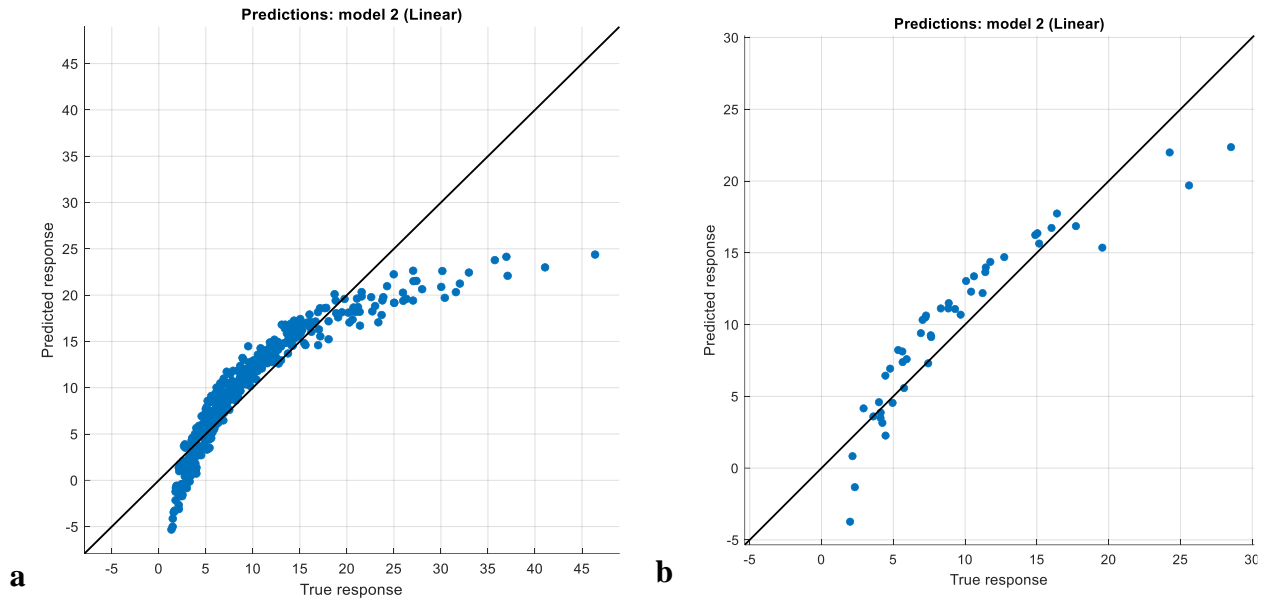 Predictions: model 2 (Linear)
45
40
35
30
25
20
15
10
5
0
-5
Predicted response
-5 0 5 10 15 20 25 30 35 40 45
True response
a
Predictions: model 2 (Linear)
30
25
20
15
10
5
0
-5
Predicted response
-5 0 5 10 15 20 25 30
True response
b